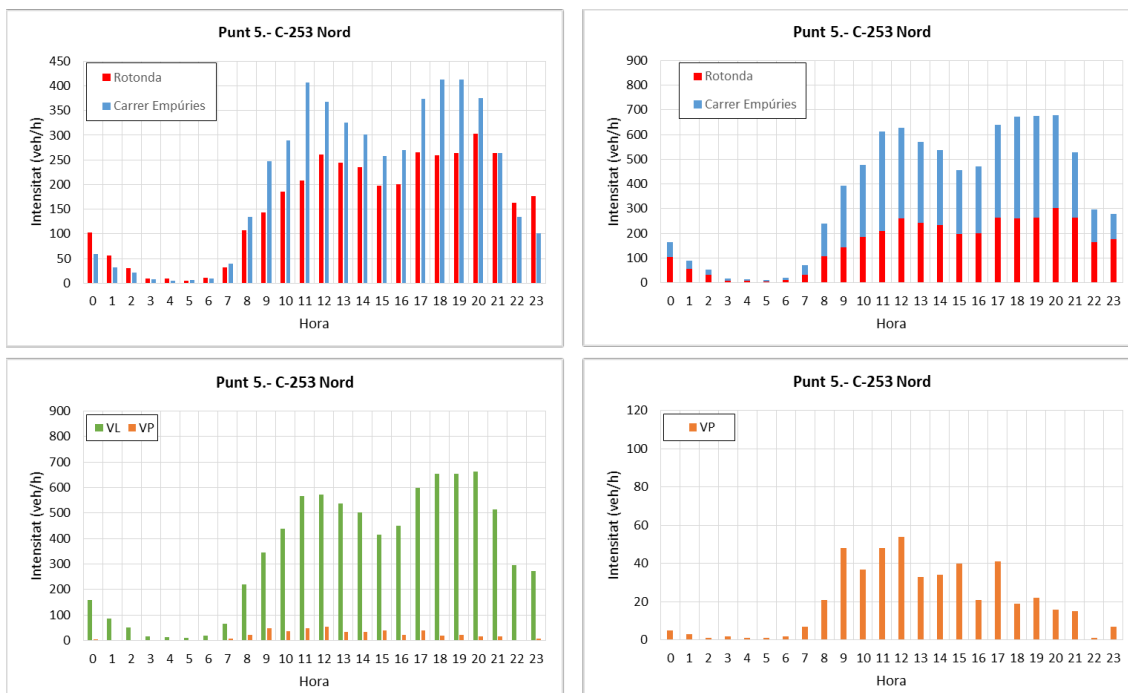 Punt 5.- C-253 Nord
450
400
350
300
250
200
150
100
50
0
Intensitat (veh/h)
Rotonda
Carrer Empúries
0 1 2 3 4 5 6 7 8 9 10 11 12 13 14 15 16 17 18 19 20 21 22 23
Hora
Punt 5.- C-253 Nord
900
800
700
600
500
400
300
200
100
0
Intensitat (veh/h)
Rotonda
Carrer Empúries
0 1 2 3 4 5 6 7 8 9 10 11 12 13 14 15 16 17 18 19 20 21 22 23
Hora
Punt 5.- C-253 Nord
900
800
700
600
500
400
300
200
100
0
Intensitat (veh/h)
VL VP
0 1 2 3 4 5 6 7 8 9 10 11 12 13 14 15 16 17 18 19 20 21 22 23
Hora
Punt 5.- C-253 Nord
120
100
80
60
40
20
0
Intensitat (veh/h)
VP
0 1 2 3 4 5 6 7 8 9 10 11 12 13 14 15 16 17 18 19 20 21 22 23
Hora